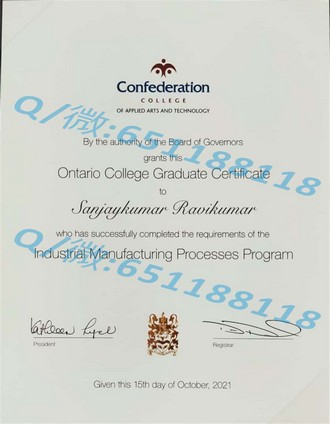 Confederation
COLLEGE
OF APPLIED ARTS AND TECHNOLOGY
Q/微:651188118
By the authority of the Board of Governors
grants this
Ontario College Graduate Certificate
to
Sanjaykumar Ravikumar
who has successfully completed the requirements of the
Q/微:651188118
Industrial Manufacturing Processes Program
President
Registrar
Given this 15th day of October, 2021